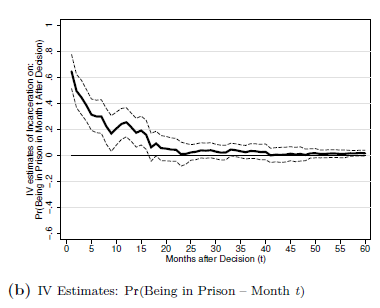 IV estimates of Incarceration on:
Pr(Being in Prison in Month t After Decision)
1
.8
.6
.4
.2
0
-.2
-.4
-.6
0 5 10 15 20 25 30 35 40 45 50 55 60
Months after Decision (t)
(b) IV Estimates: Pr(Being in Prison – Month t)